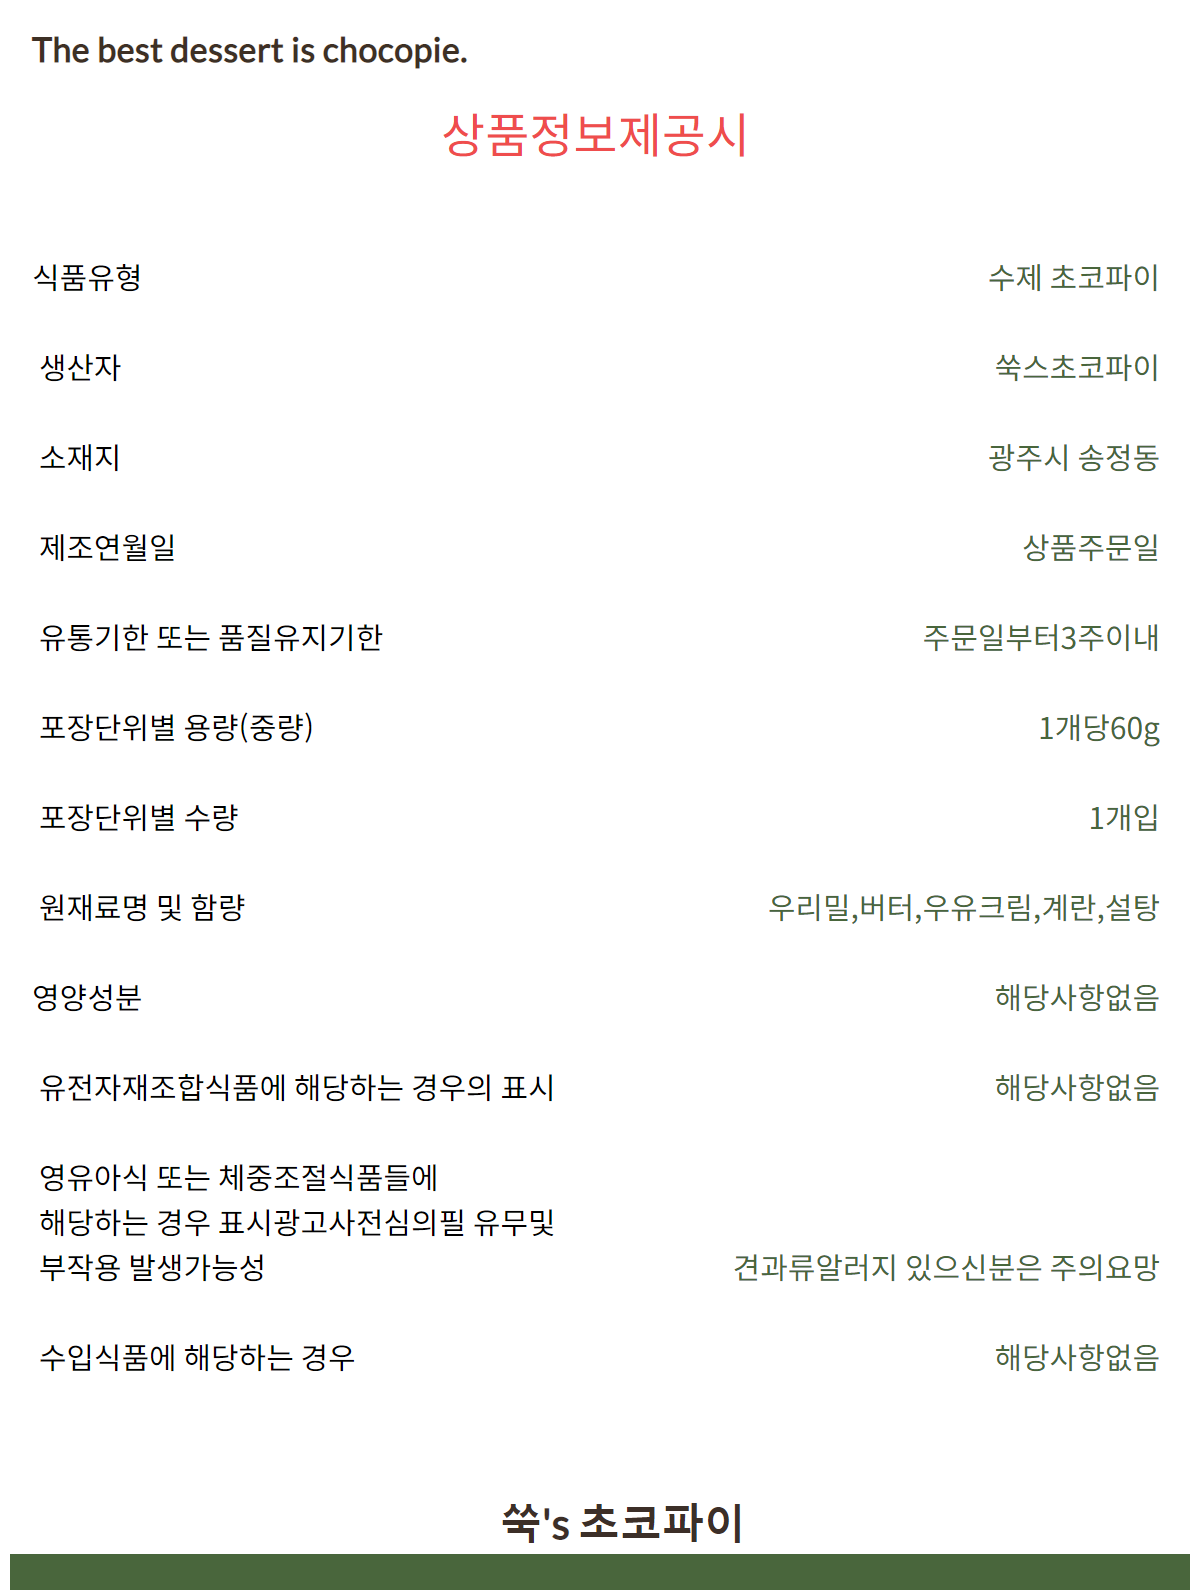 The best dessert is chocopie.
상품정보제공시
식품유형 수제 초코파이
생산자 쑥스초코파이
소재지 광주시 송정동
제조연월일 상품주문일
유통기한 또는 품질유지기한 주문일부터3주이내
포장단위별 용량(중량) 1개당60g
포장단위별 수량 1개입
원재료명 및 함량 우리밀,버터,우유크림,계란,설탕
영양성분 해당사항없음
유전자재조합식품에 해당하는 경우의 표시 해당사항없음
영유아식 또는 체중조절식품들에
해당하는 경우 표시광고사전심의필 유무및
부작용 발생가능성 견과류알러지 있으신분은 주의요망
수입식품에 해당하는 경우 해당사항없음
쑥's 초코파이